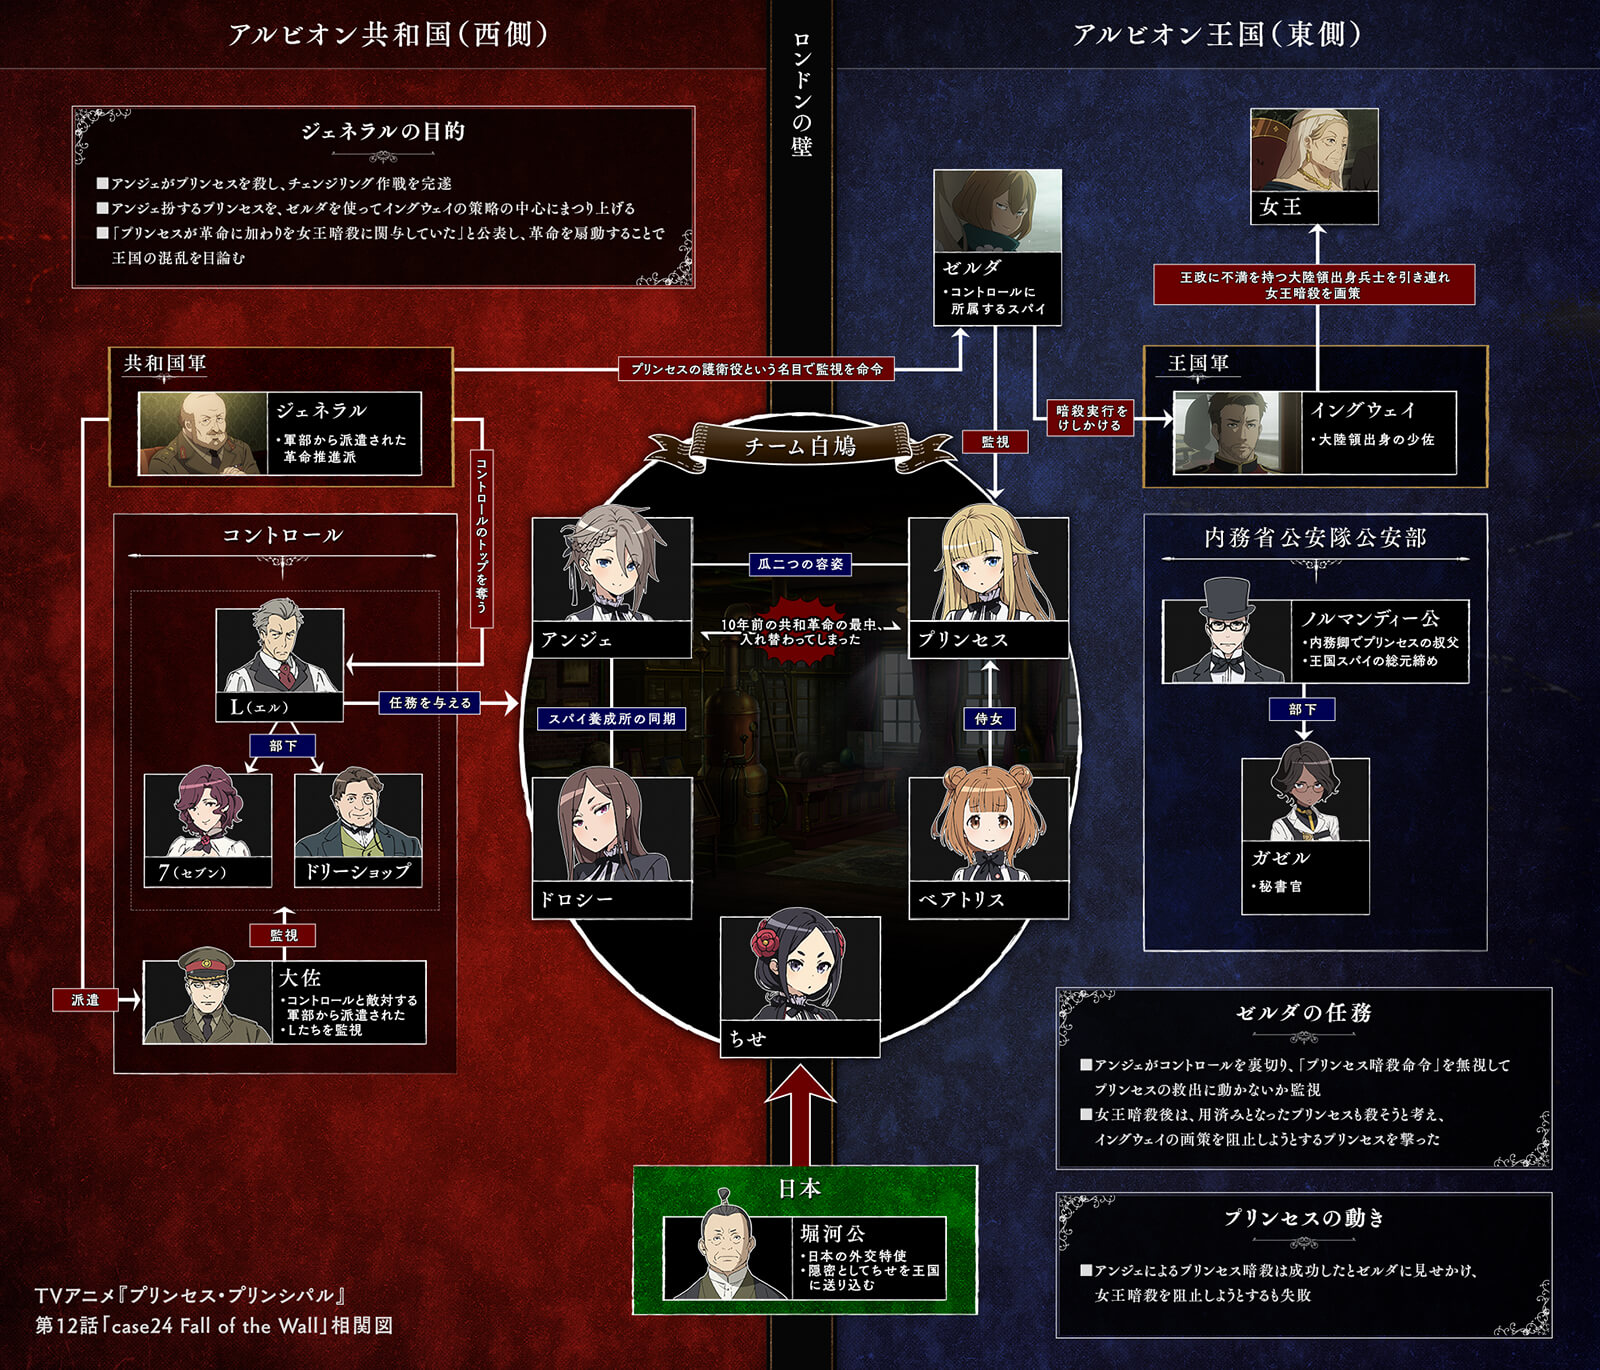 アルビオン共和国(西側)
ロンドンの壁
アルビオン王国(東側)
ジェネラルの目的
■アンジェがプリンセスを殺し、チェンジリング作戦を完遂
■アンジェ扮するプリンセスを、ゼルダを使ってイングウェイの策略の中心にまつり上げる
■「プリンセスが革命に加わりを女王暗殺に関与していた」と公表し、革命を扇動することで
王国の混乱を目論む
女王
ゼルダ
・コントロールに
所属するスパイ
王政に不満を持つ大陸領出身兵士を引き連れ
女王暗殺を画策
共和国軍
ジェネラル
・軍部から派遣された
革命推進派
プリンセスの護衛役という名目で監視を命令
監視
暗殺実行を
けしかける
王国軍
イングウェイ
・大陸領出身の少佐
コントロールのトップを奪う
チーム白鳩
コントロール
L(エル)
任務を与える
部下
7(セブン)
ドリーショップ
監視
派遣
大佐
・コントロールと敵対する
軍部から派遣された
・Lたちを監視
アンジェ
瓜二つの容姿
10年前の共和革命の最中、
入れ替わってしまった
プリンセス
スパイ養成所の同期
侍女
ドロシー
ベアトリス
ちせ
内務省公安隊公安部
ノルマンディー公
・内務卿でプリンセスの叔父
・王国スパイの総元締め
部下
ガゼル
・秘書官
ゼルダの任務
■アンジェがコントロールを裏切り、「プリンセス暗殺命令」を無視して
プリンセスの救出に動かないか監視
■女王暗殺後は、用済みとなったプリンセスも殺そうと考え、
イングウェイの画策を阻止しようとするプリンセスを撃った
日本
堀河公
・日本の外交特使
・隠密としてちせを王国
に送り込む
プリンセスの動き
■アンジェによるプリンセス暗殺は成功したとゼルダに見せかけ、
女王暗殺を阻止しようとするも失敗
TVアニメ『プリンセス・プリンシパル』
第12話「case24 Fall of the Wall」相関図